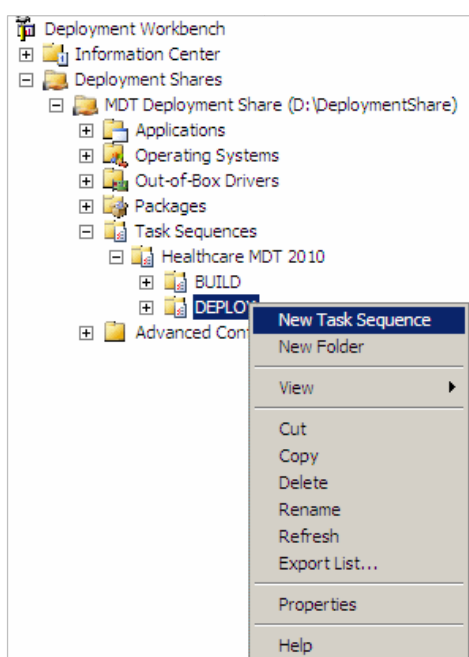 Deployment Workbench
Information Center
Deployment Shares
MDT Deployment Share (D:\DeploymentShare)
Applications
Operating Systems
Out-of-Box Drivers
Packages
Task Sequences
Healthcare MDT 2010
BUILD
DEPLOY
Advanced Con
New Task Sequence
New Folder
View
Cut
Copy
Delete
Rename
Refresh
Export List...
Properties
Help